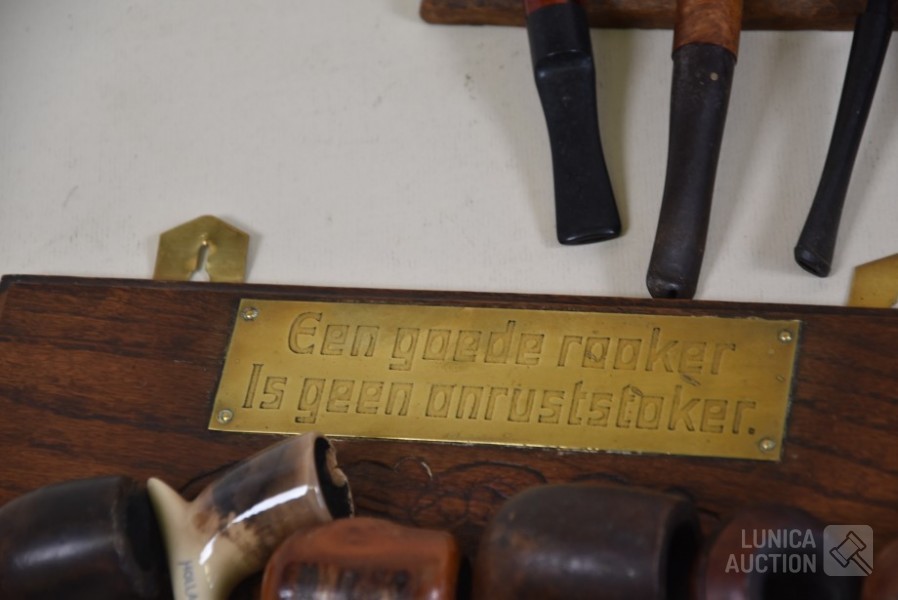 Een goede rooker
Is geen onruststoker.
LUNICA
AUCTION